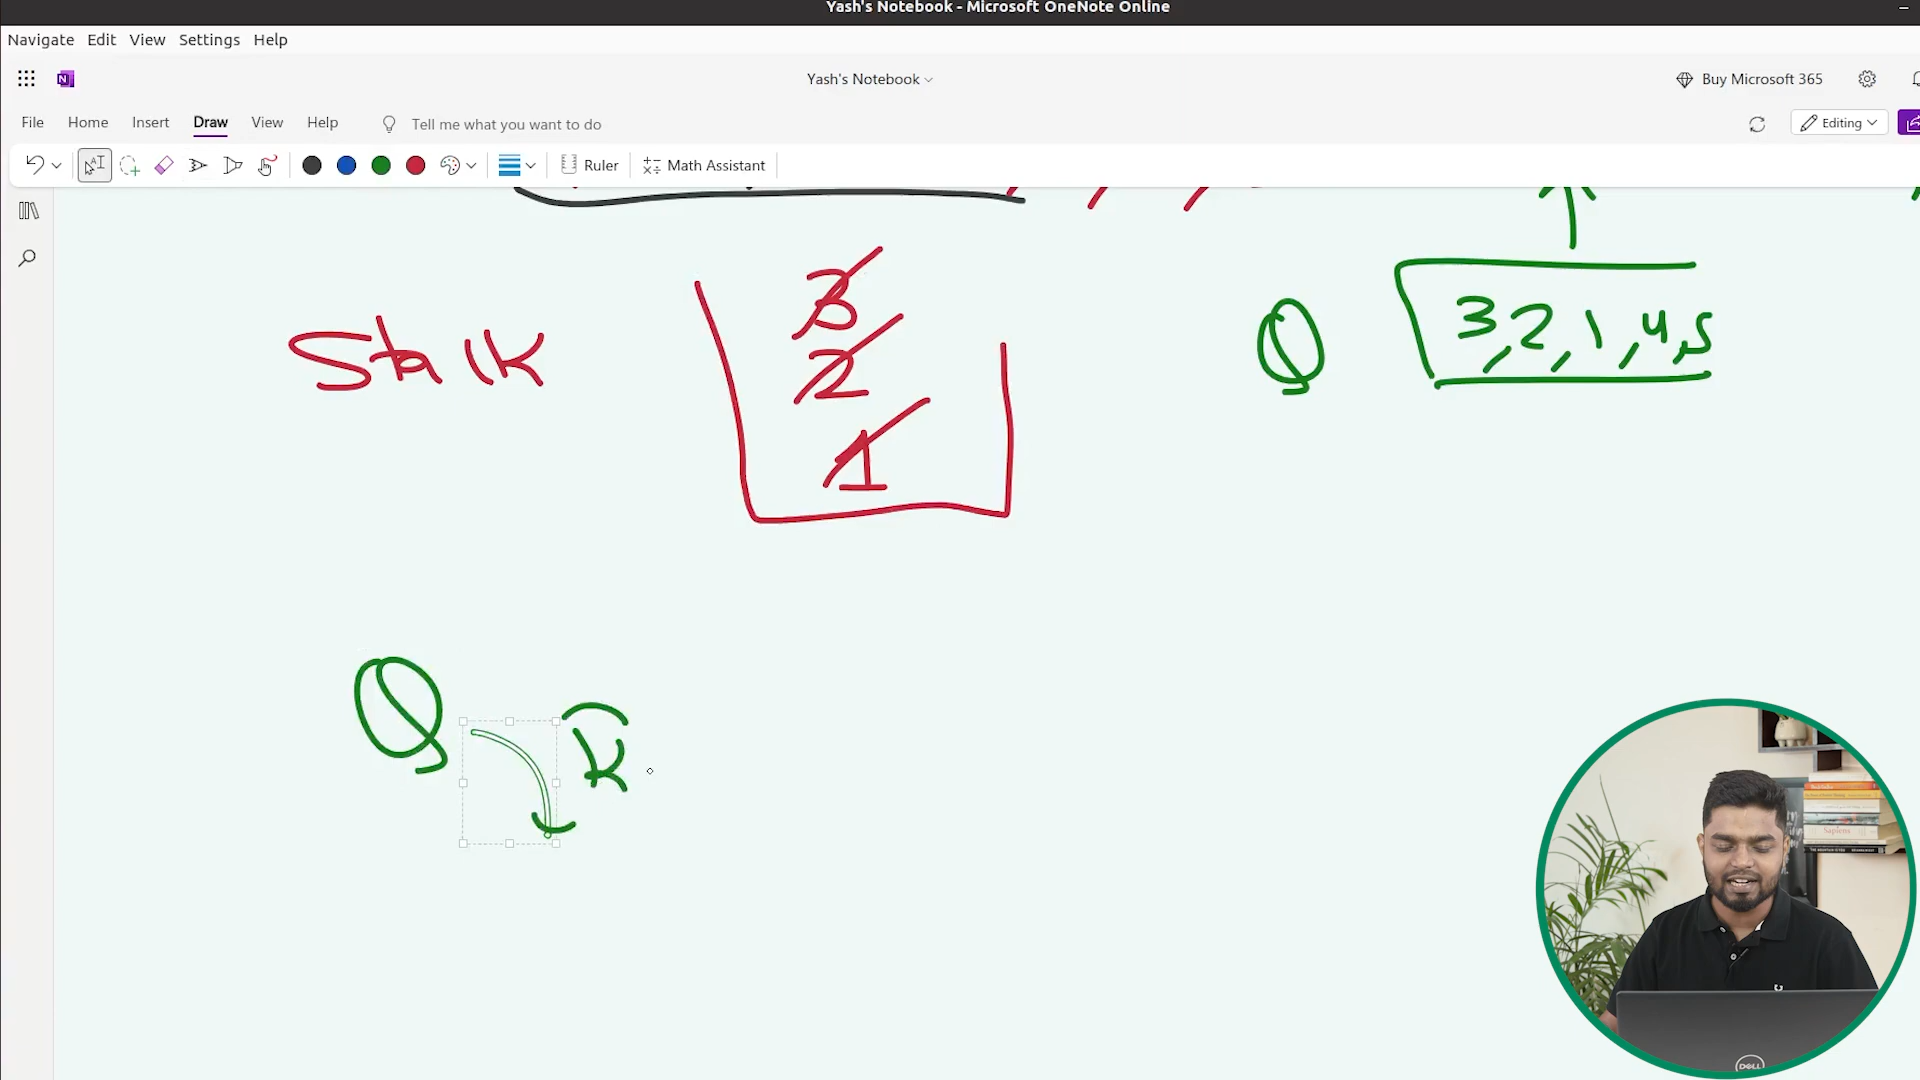 Yash's Notebook - Microsoft OneNote Online
Navigate Edit View Settings Help
N Yash's Notebook Buy Microsoft 365
File Home Insert Draw View Help Tell me what you want to do Editing
Ruler Math Assistant
Stack
3
2
1
Q 3,2,1,4,5
Q K
Sapiens
DELL